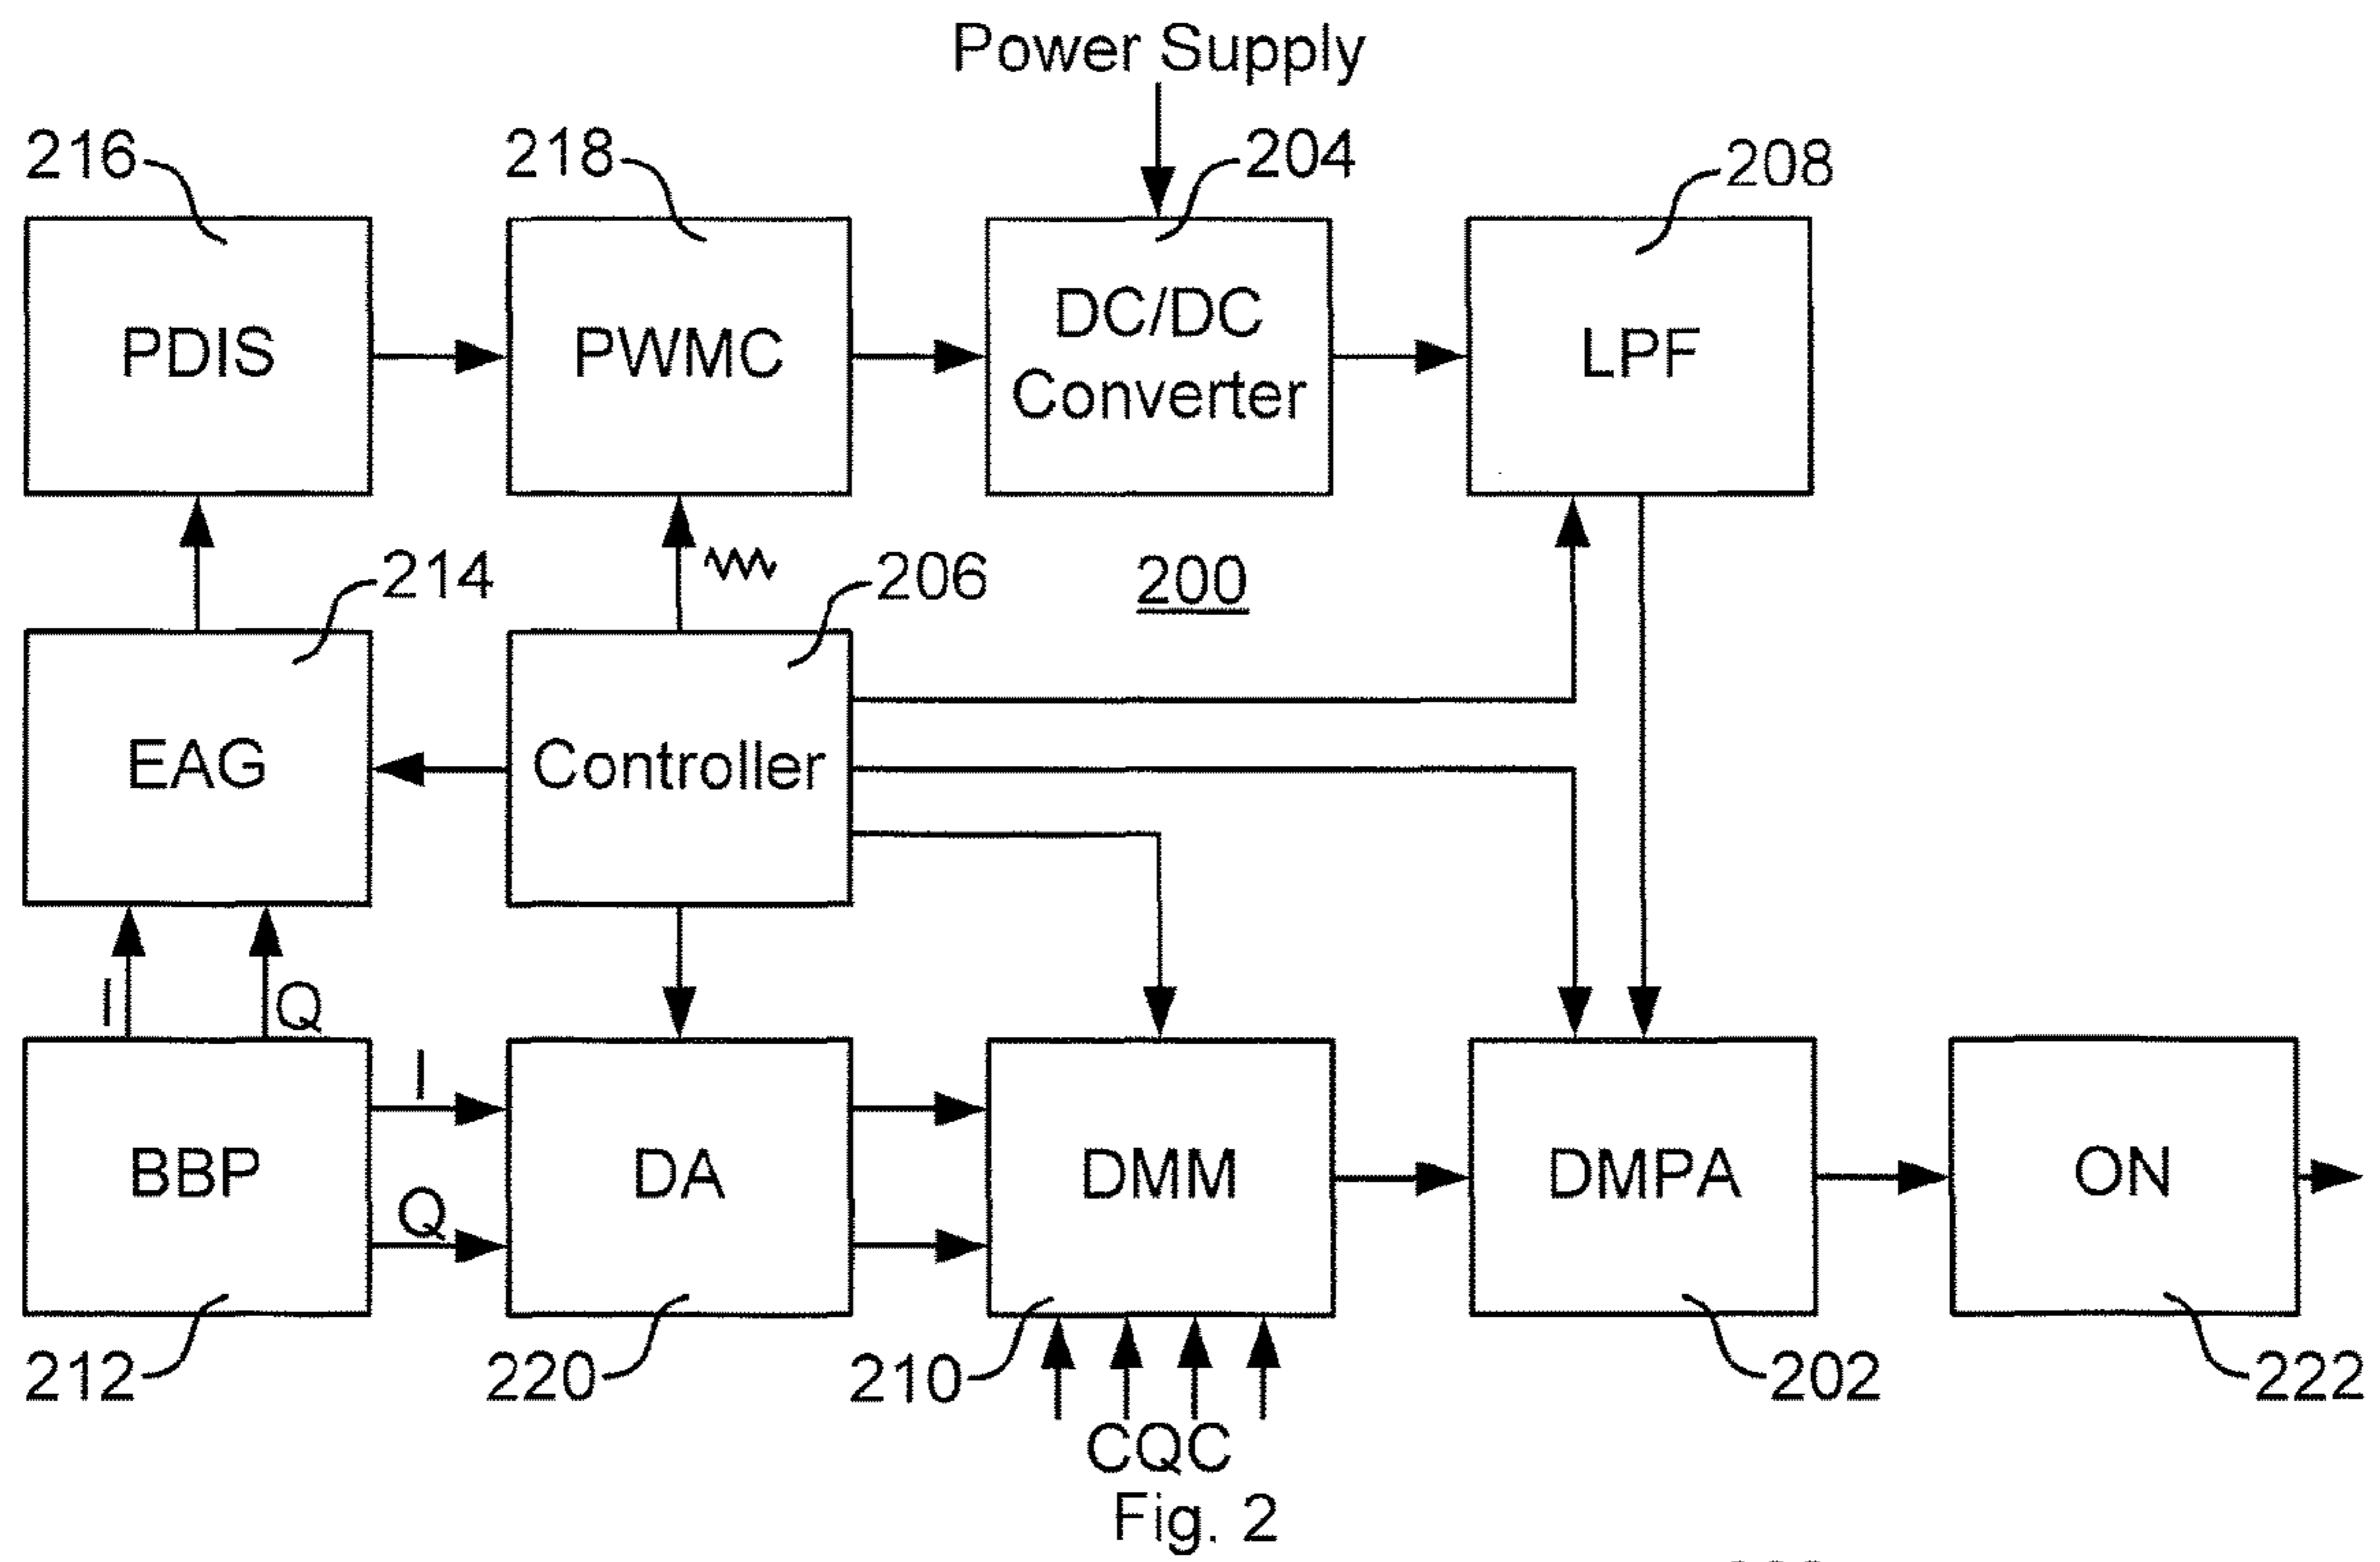 Power Supply
216
218
204
208
PDIS
PWMC
DC/DC
Converter
LPF
214
206
200
EAG
Controller
I
Q
I
Q
BBP
DA
DMM
DMPA
ON
212
220
210
202
222
CQC
Fig. 2